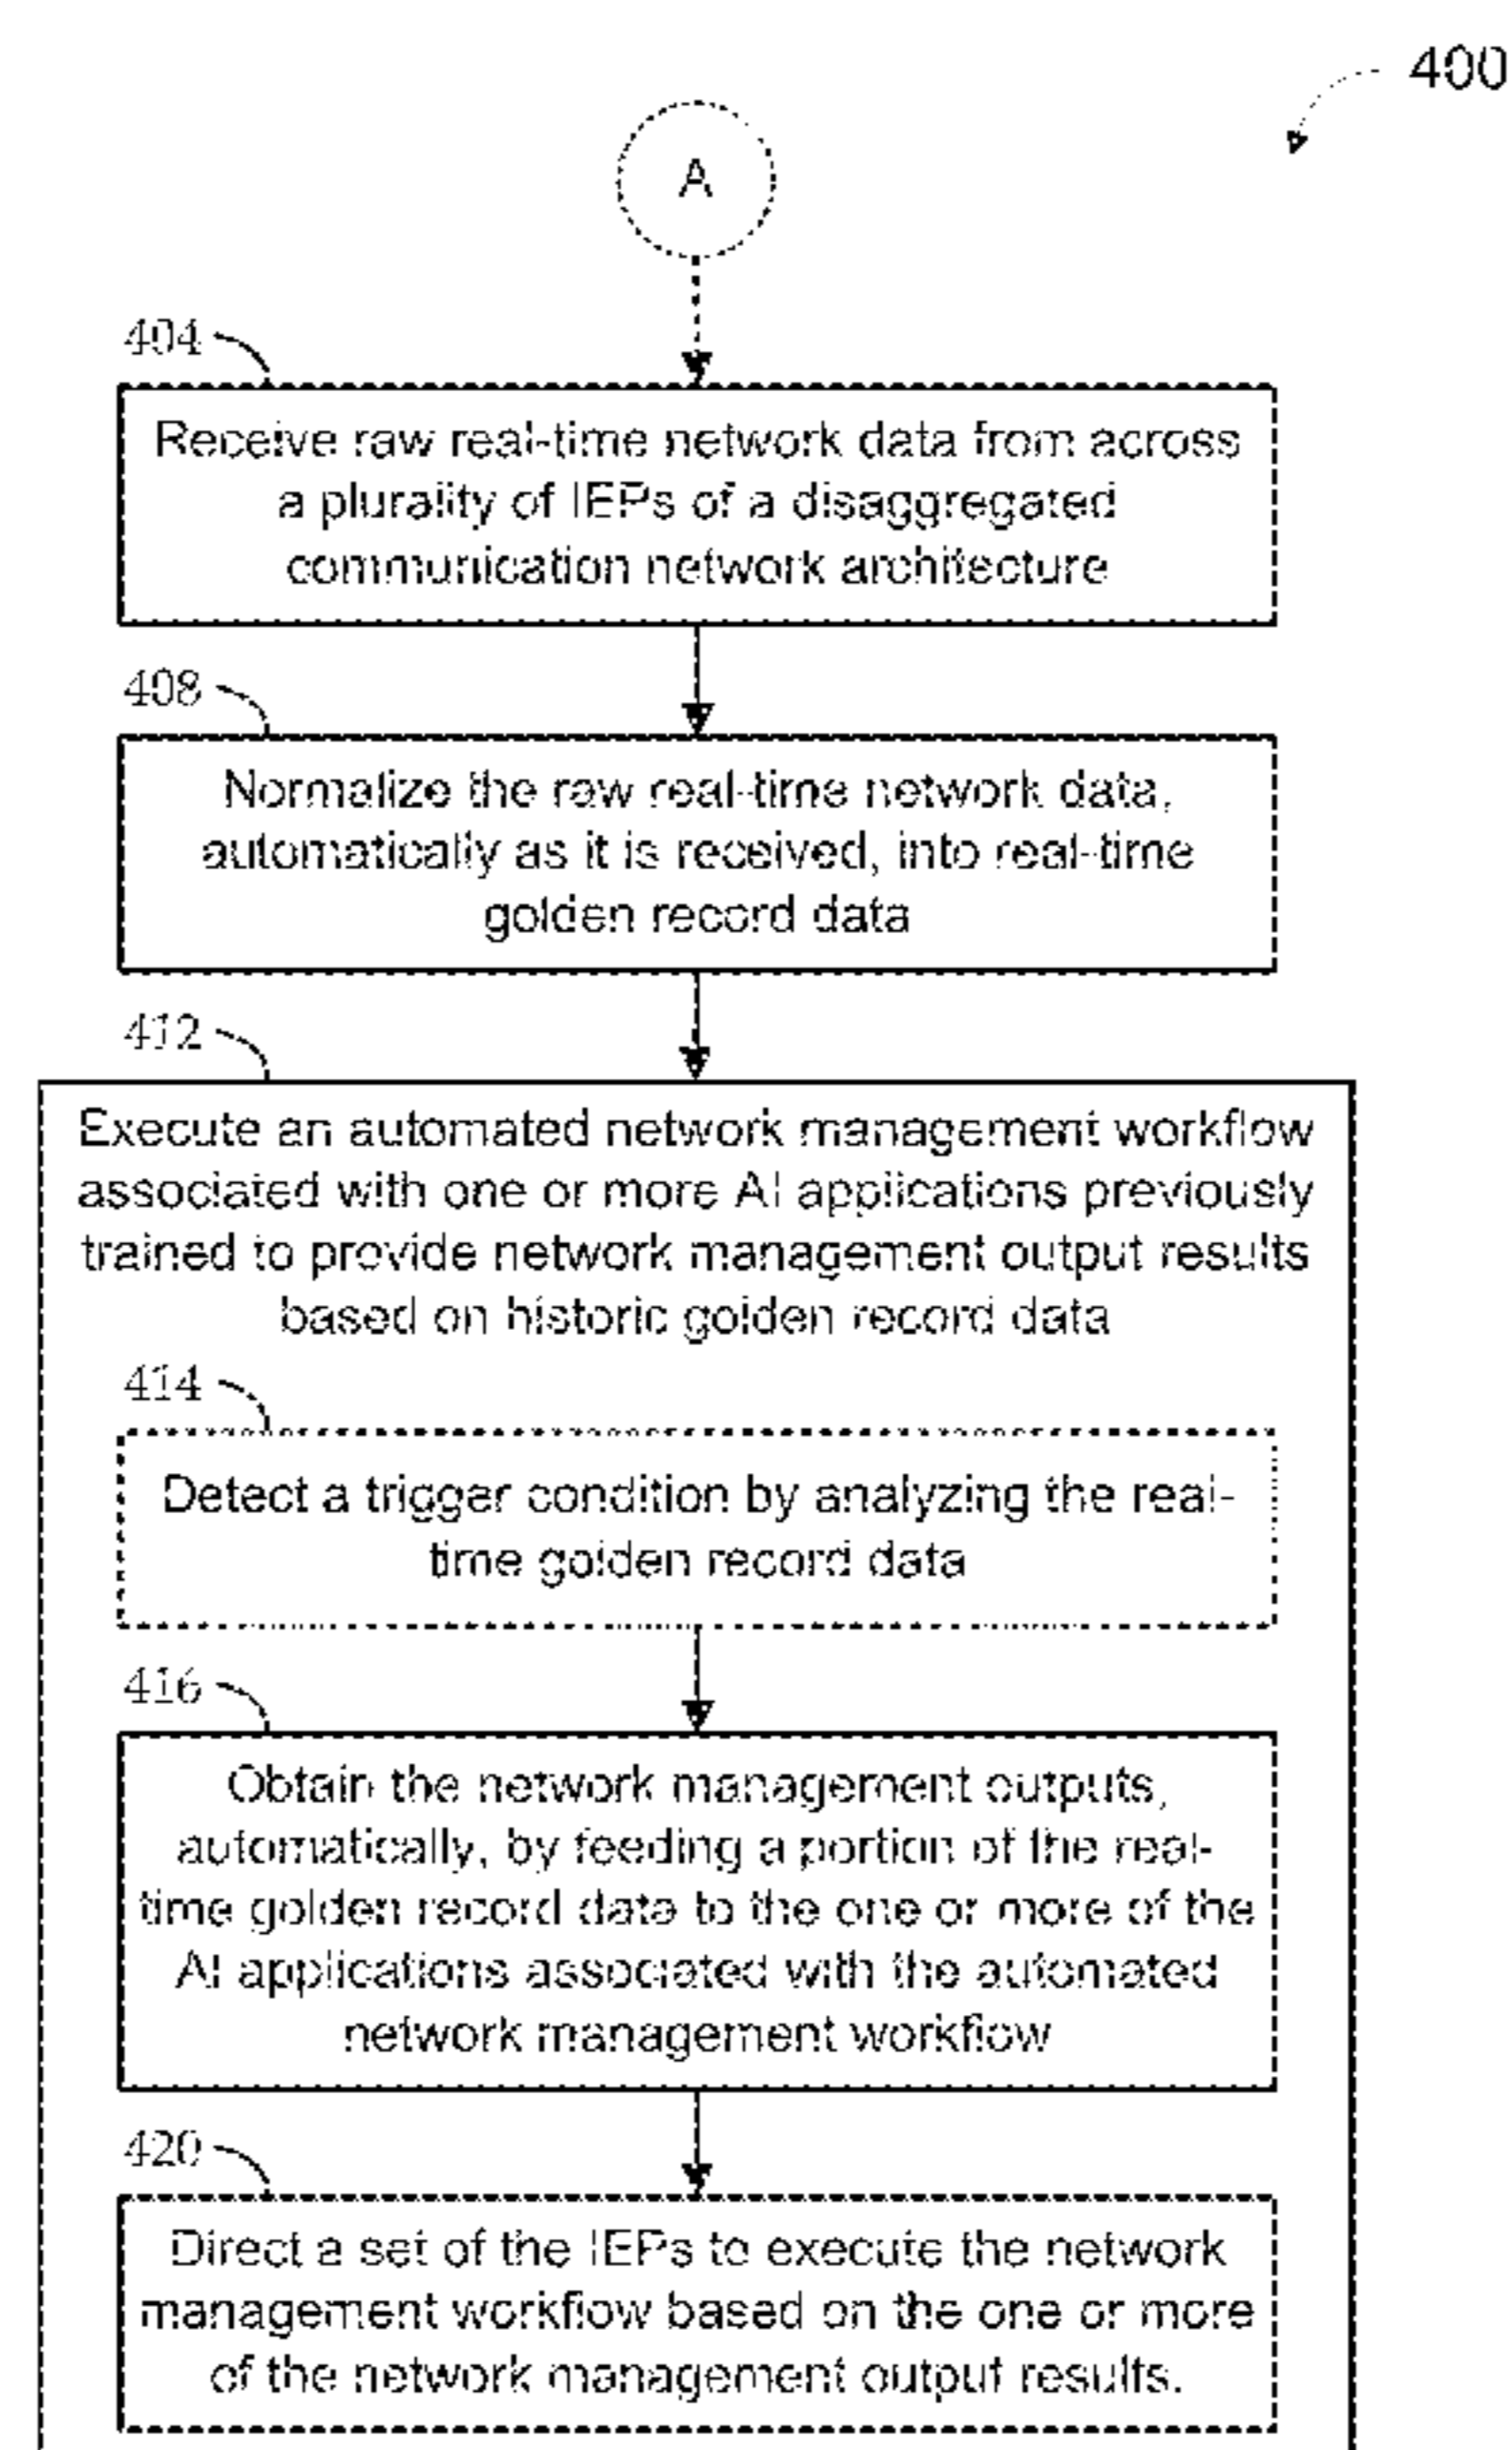 400
A
404
Receive raw real-time network data from across
a plurality of IEPs of a disaggregated
communication network architecture
408
Normalize the raw real-time network data,
automatically as it is received, into real-time
golden record data
412
Execute an automated network management workflow
associated with one or more AI applications previously
trained to provide network management output results
based on historic golden record data
414
Detect a trigger condition by analyzing the real-
time golden record data
416
Obtain the network management outputs,
automatically, by feeding a portion of the real-
time golden record data to the one or more of the
AI applications associated with the automated
network management workflow
420
Direct a set of the IEPs to execute the network
management workflow based on the one or more
of the network management output results.